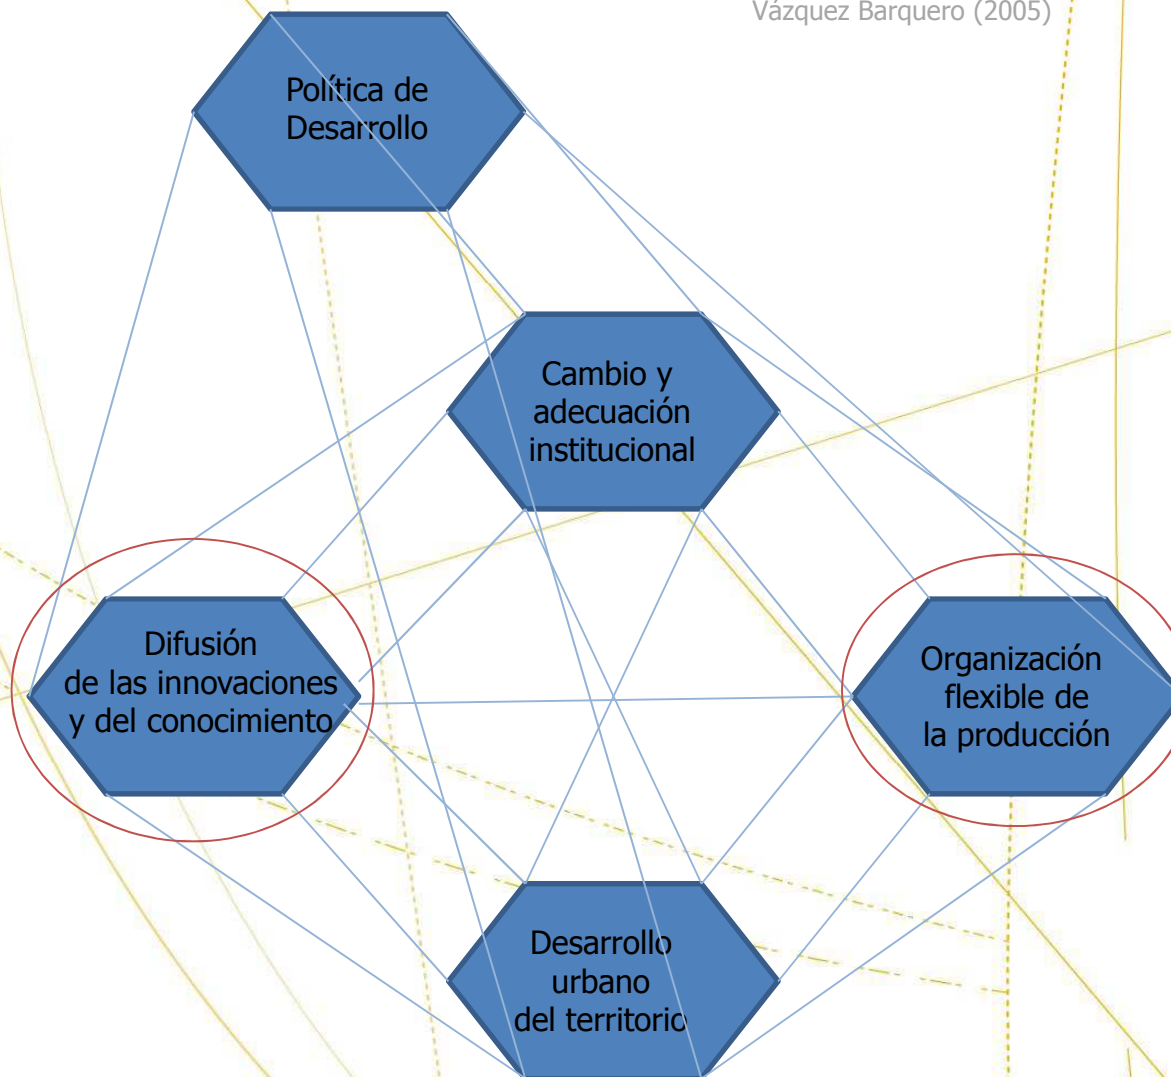 Vázquez Barquero (2005)
Política de
Desarrollo
Cambio y
adecuación
institucional
Difusión
de las innovaciones
y del conocimiento
Organización
flexible de
la producción
Desarrollo
urbano
del territorio